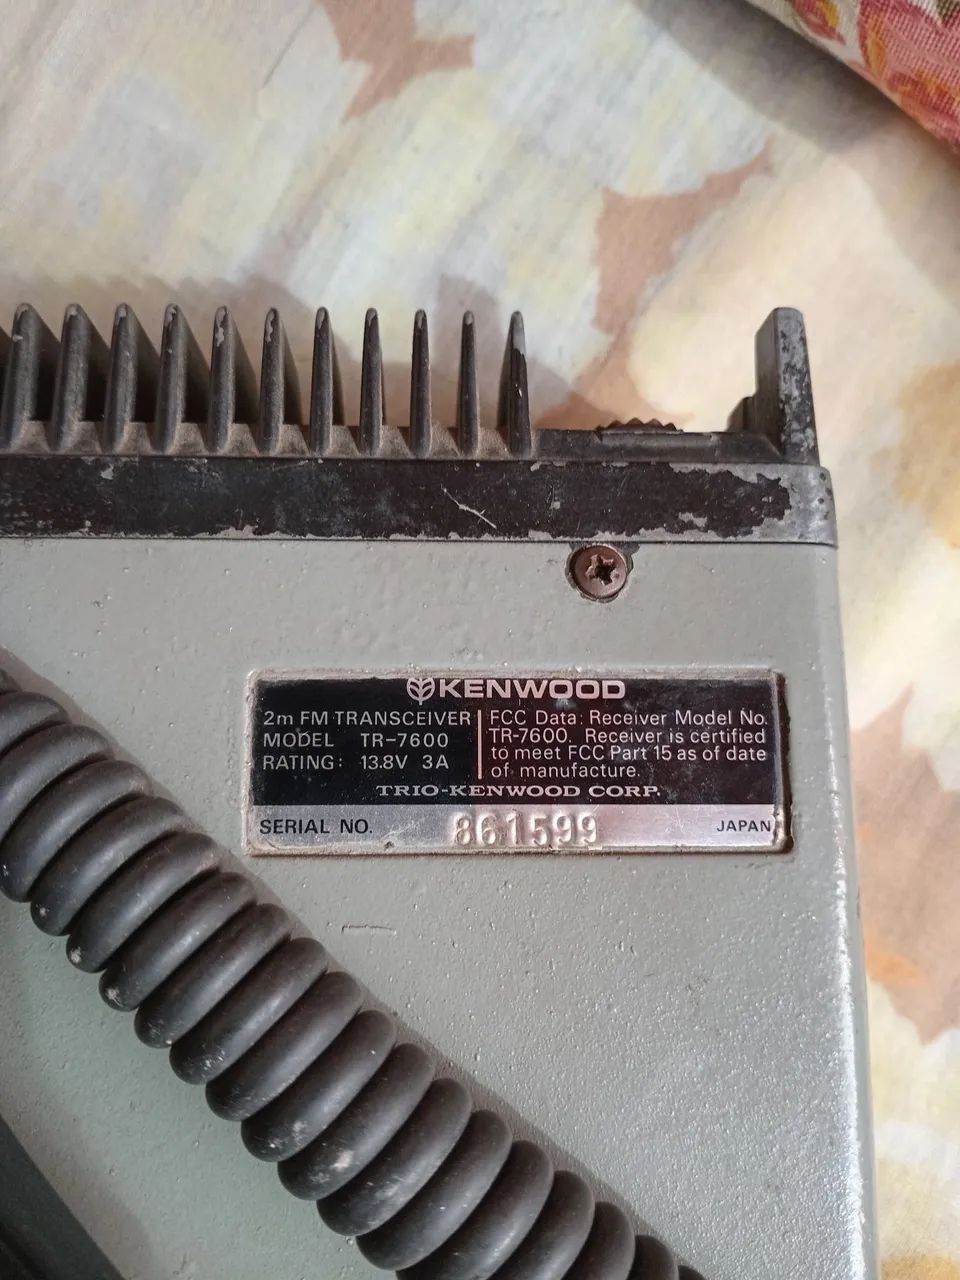 KENWOOD
2m FM TRANSCEIVER
MODEL TR-7600
RATING: 13.8V 3A
FCC Data: Receiver Model No.
TR-7600. Receiver is certified
to meet FCC Part 15 as of date
of manufacture.
TRIO-KENWOOD CORP.
SERIAL NO. 861599 JAPAN